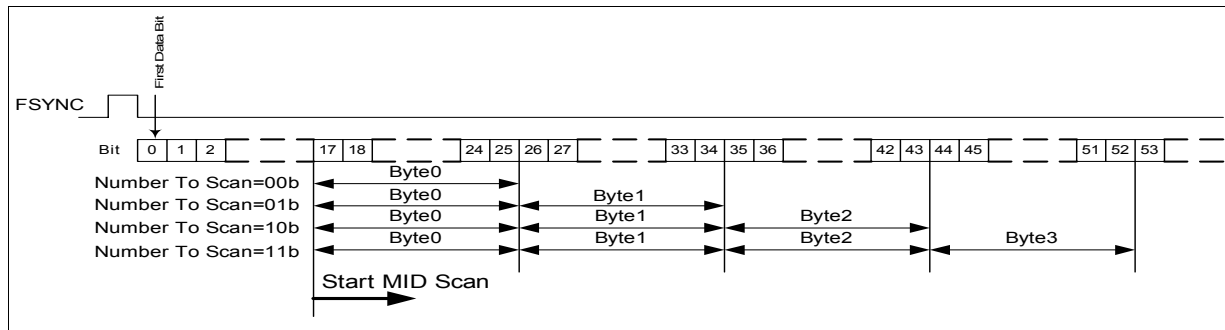 First Data Bit
FSYNC
Bit 0 1 2 17 18 24 25 26 27 33 34 35 36 42 43 44 45 51 52 53
Number To Scan=00b Byte0
Number To Scan=01b Byte0 Byte1
Number To Scan=10b Byte0 Byte1 Byte2
Number To Scan=11b Byte0 Byte1 Byte2 Byte3
Start MID Scan